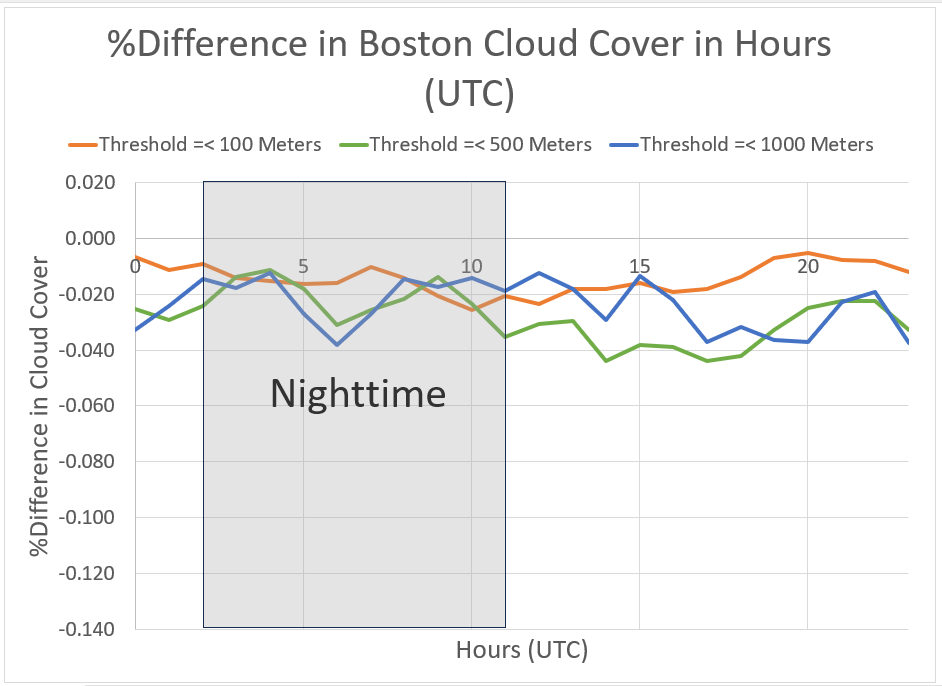 %Difference in Boston Cloud Cover in Hours
(UTC)
Threshold =< 100 Meters
Threshold =< 500 Meters
Threshold =< 1000 Meters
%Difference in Cloud Cover
0.020
0.000
-0.020
-0.040
-0.060
-0.080
-0.100
-0.120
-0.140
0
5
10
15
20
Nighttime
Hours (UTC)